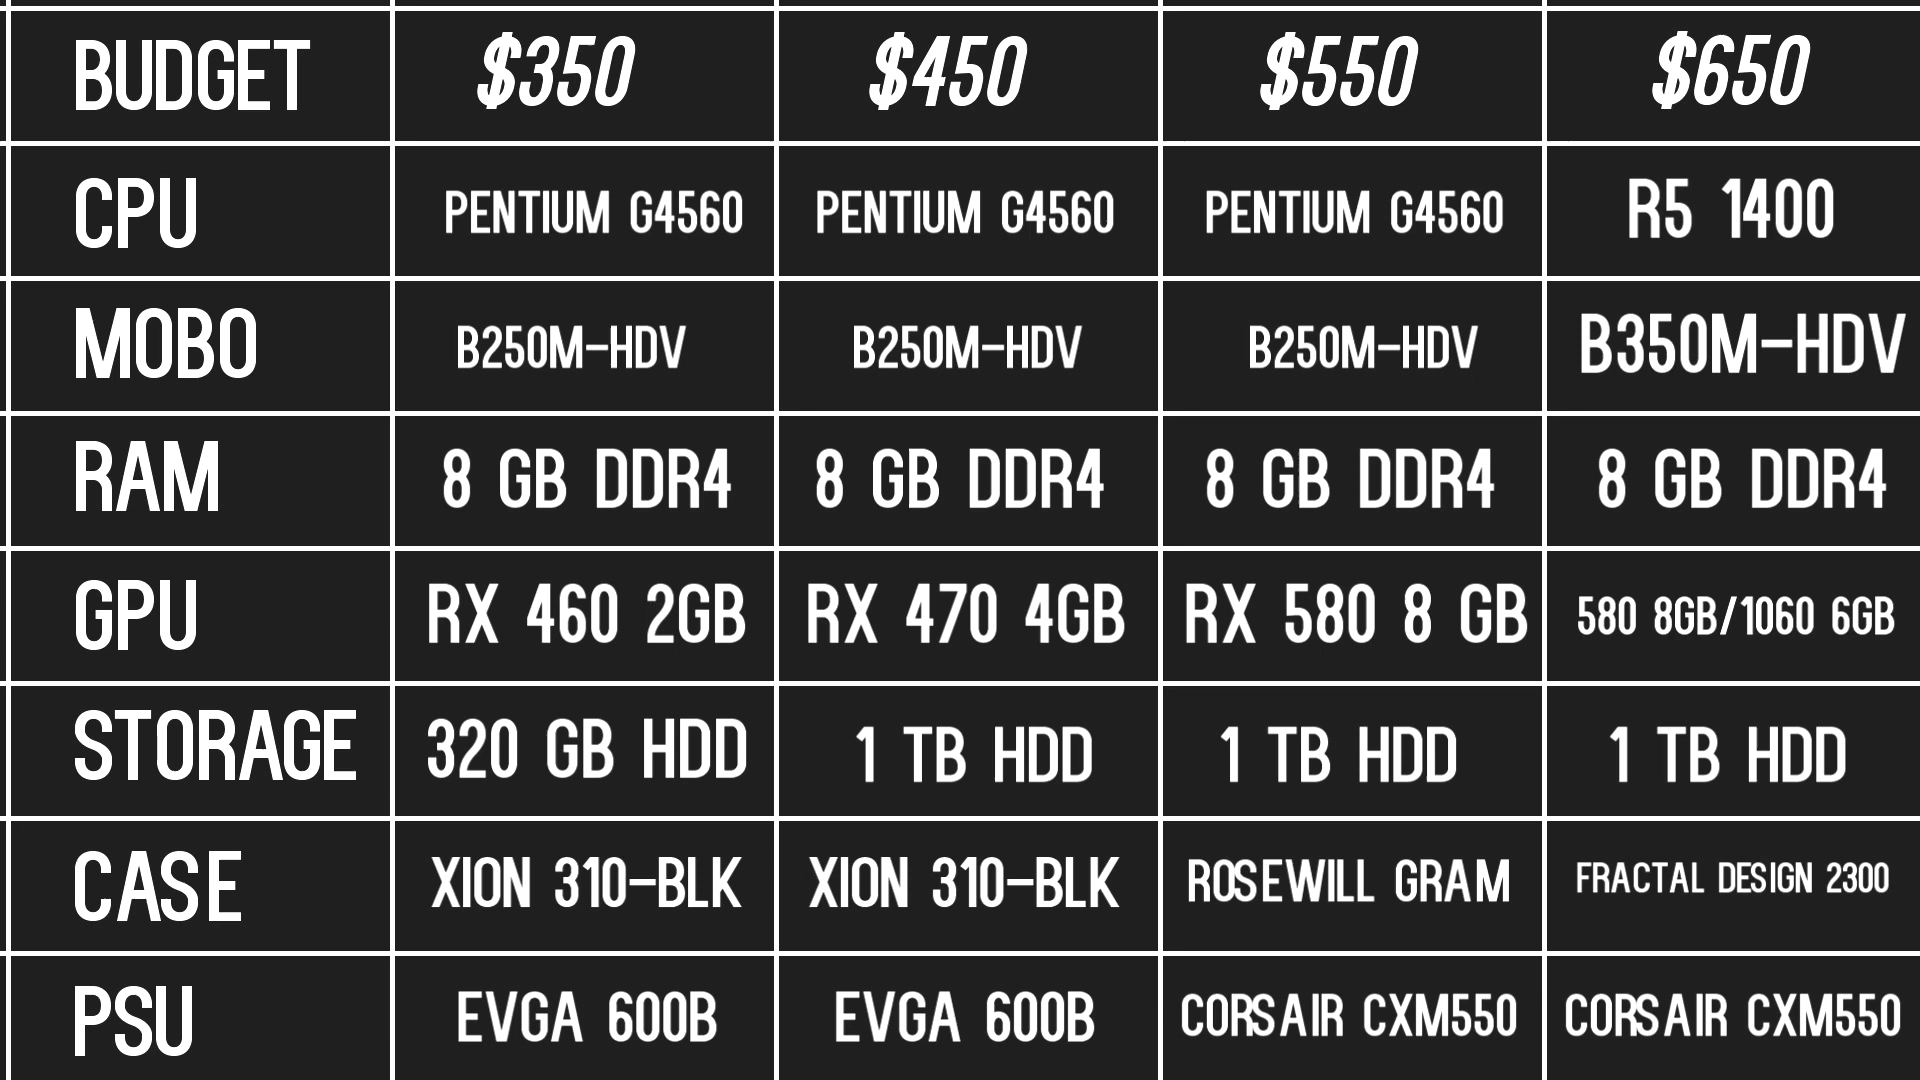 BUDGET $350 $450 $550 $650
CPU PENTIUM G4560 PENTIUM G4560 PENTIUM G4560 R5 1400
MOBO B250M-HDV B250M-HDV B250M-HDV B350M-HDV
RAM 8 GB DDR4 8 GB DDR4 8 GB DDR4 8 GB DDR4
GPU RX 460 2GB RX 470 4GB RX 580 8 GB 580 8GB/1060 6GB
STORAGE 320 GB HDD 1 TB HDD 1 TB HDD 1 TB HDD
CASE XION 310-BLK XION 310-BLK ROSEWILL GRAM FRACTAL DESIGN 2300
PSU EVGA 600B EVGA 600B CORSAIR CXM550 CORSAIR CXM550